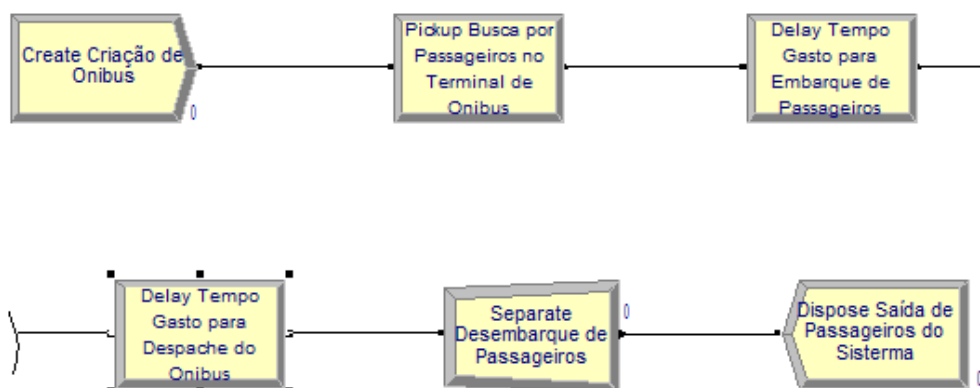 Create Criação de
Onibus
0
Pickup Busca por
Passageiros no
Terminal de
Onibus
Delay Tempo
Gasto para
Embarque de
Passageiros
Delay Tempo
Gasto para
Despache do
Onibus
Separate
Desembarque de
Passageiros
0
Dispose Saída de
Passageiros do
Sisterma